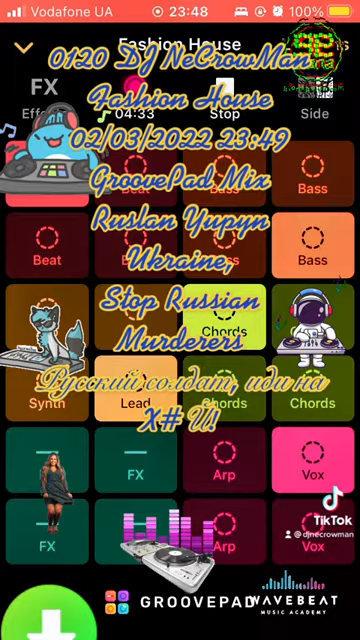 Vodafone UA 23:48 100%
Fashion House
0120 DJ NeCrowMan
Fashion House
02/03/2022 23:49
GroovePad Mix
Ruslan Yupyn
Ukraine,
Stop Russian
Murderers
Русский солдат, иди на
Х# Й!
FX
04:33
Stop
Side
Beat Bass
Beat Bass
Chords
Synth Lead Chords Chords
FX Arp Vox
FX Arp Vox
TikTok
@djnecrowman
GROOVEPAD
WAVEBEAT
MUSIC ACADEMY